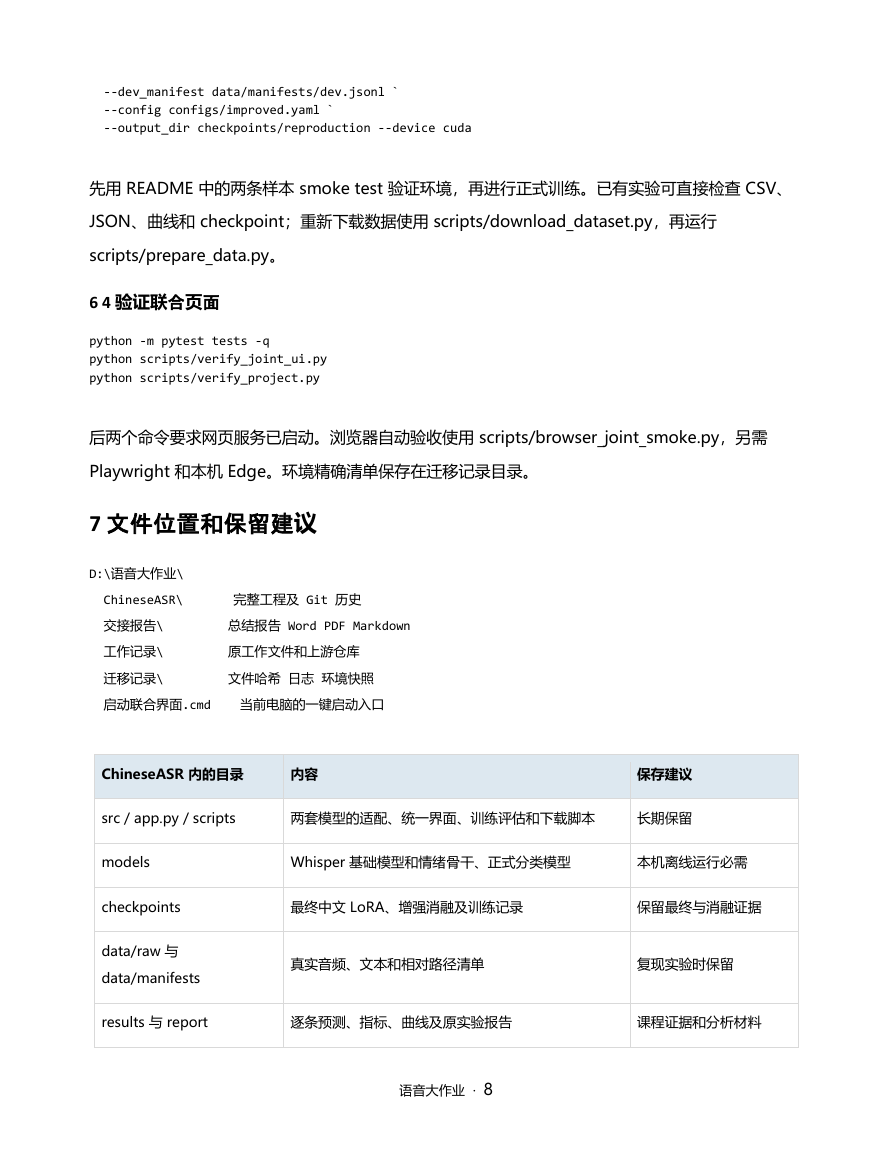 --dev_manifest data/manifests/dev.jsonl `
--config configs/improved.yaml `
--output_dir checkpoints/reproduction --device cuda
先用 README 中的两条样本 smoke test 验证环境，再进行正式训练。已有实验可直接检查 CSV、
JSON、曲线和 checkpoint；重新下载数据使用 scripts/download_dataset.py，再运行
scripts/prepare_data.py。
6 4 验证联合页面
python -m pytest tests -q
python scripts/verify_joint_ui.py
python scripts/verify_project.py
后两个命令要求网页服务已启动。浏览器自动验收使用 scripts/browser_joint_smoke.py，另需
Playwright 和本机 Edge。环境精确清单保存在迁移记录目录。
7 文件位置和保留建议
D:\语音大作业\
ChineseASR\ 完整工程及 Git 历史
交接报告\ 总结报告 Word PDF Markdown
工作记录\ 原工作文件和上游仓库
迁移记录\ 文件哈希 日志 环境快照
启动联合界面.cmd 当前电脑的一键启动入口
ChineseASR 内的目录 内容 保存建议
src / app.py / scripts 两套模型的适配、统一界面、训练评估和下载脚本 长期保留
models Whisper 基础模型和情绪骨干、正式分类模型 本机离线运行必需
checkpoints 最终中文 LoRA、增强消融及训练记录 保留最终与消融证据
data/raw 与
data/manifests 真实音频、文本和相对路径清单 复现实验时保留
results 与 report 逐条预测、指标、曲线及原实验报告 课程证据和分析材料
语音大作业 · 8